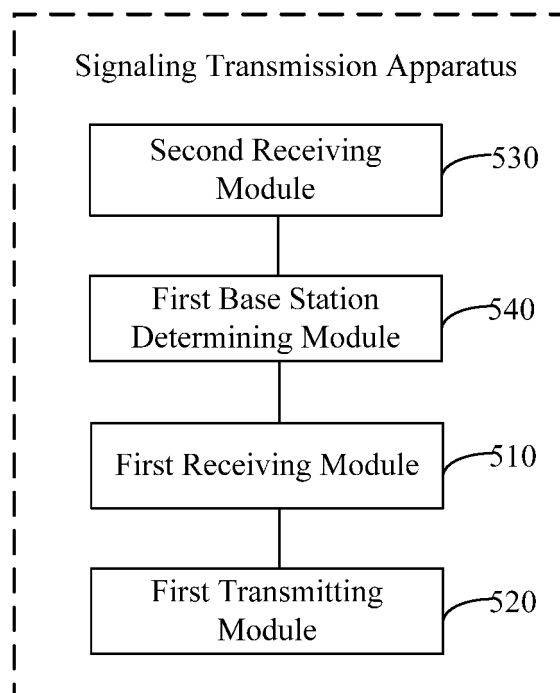 Signaling Transmission Apparatus
Second Receiving
Module
530
First Base Station
Determining Module
540
First Receiving Module
510
First Transmitting
Module
520